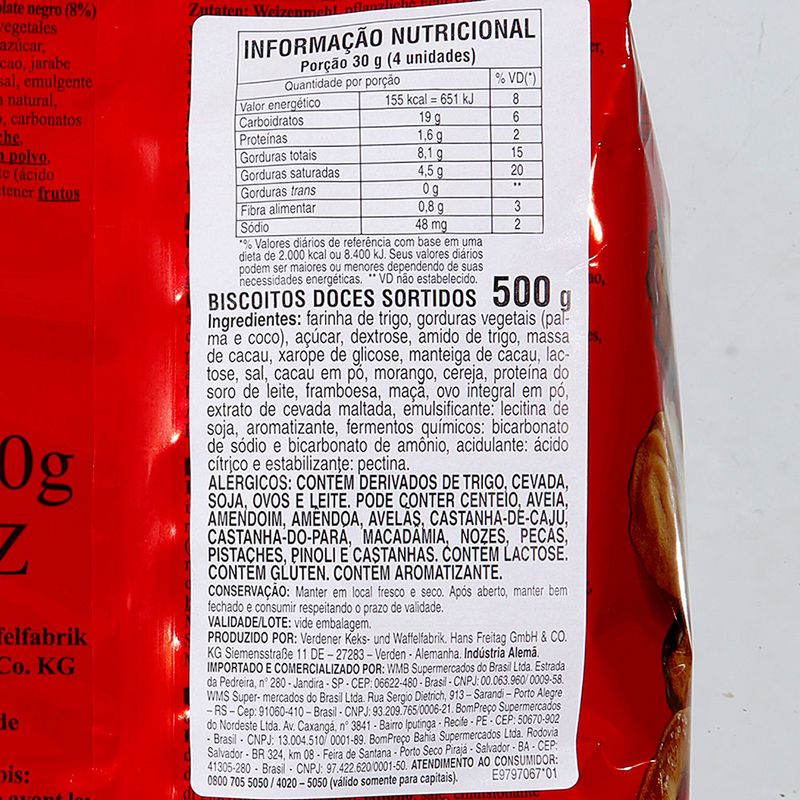 late negro (8%)
vegetales
azúcar,
cao, jarabe
sal, emulgente
natural,
, carbonatos
che,
polvo,
te (ácido
tener frutos
0g
Z
felfabrik
Co. KG
de
ois:
Zutaten: Weizenmehl, pflanzliche
INFORMAÇÃO NUTRICIONAL
Porção 30 g (4 unidades)
Quantidade por porção % VD(*)
Valor energético 155 kcal = 651 kJ 8
Carboidratos 19 g 6
Proteínas 1,6 g 2
Gorduras totais 8,1 g 15
Gorduras saturadas 4,5 g 20
Gorduras trans 0 g **
Fibra alimentar 0,8 g 3
Sódio 48 mg 2
*% Valores diários de referência com base em uma
dieta de 2.000 kcal ou 8.400 kJ. Seus valores diários
podem ser maiores ou menores dependendo de suas
necessidades energéticas. ** VD não estabelecido.
BISCOITOS DOCES SORTIDOS 500 g
Ingredientes: farinha de trigo, gorduras vegetais (pal-
ma e coco), açúcar, dextrose, amido de trigo, massa
de cacau, xarope de glicose, manteiga de cacau, lac-
tose, sal, cacau em pó, morango, cereja, proteína do
soro de leite, framboesa, maçã, ovo integral em pó,
extrato de cevada maltada, emulsificante: lecitina de
soja, aromatizante, fermentos químicos: bicarbonato
de sódio e bicarbonato de amônio, acidulante: ácido
cítrico e estabilizante: pectina.
ALÉRGICOS: CONTÉM DERIVADOS DE TRIGO, CEVADA,
SOJA, OVOS E LEITE. PODE CONTER CENTEIO, AVEIA,
AMENDOIM, AMÊNDOA, AVELÃS, CASTANHA-DE-CAJU,
CASTANHA-DO-PARÁ, MACADÂMIA, NOZES, PECÃS,
PISTACHES, PINOLI E CASTANHAS. CONTÉM LACTOSE.
CONTÉM GLÚTEN. CONTÉM AROMATIZANTE.
CONSERVAÇÃO: Manter em local fresco e seco. Após aberto, manter bem
fechado e consumir respeitando o prazo de validade.
VALIDADE/LOTE: vide embalagem.
PRODUZIDO POR: Verdener Keks- und Waffelfabrik. Hans Freitag GmbH & CO.
KG Siemensstraße 11 DE – 27283 – Verden - Alemanha. Indústria Alemã.
IMPORTADO E COMERCIALIZADO POR: WMB Supermercados do Brasil Ltda. Estrada
da Pedreira, n° 280 - Jandira - SP - CEP: 06622-480 - Brasil - CNPJ: 00.063.960/ 0009-58.
WMS Super- mercados do Brasil Ltda. Rua Sergio Dietrich, 913 – Sarandi – Porto Alegre
– RS – Cep: 91060-410 – Brasil - CNPJ: 93.209.765/0006-21. BomPreço Supermercados
do Nordeste Ltda. Av. Caxangá, n° 3841 - Bairro Iputinga - Recife - PE - CEP: 50670-902
- Brasil - CNPJ: 13.004.510/ 0001-89. BomPreço Bahia Supermercados Ltda. Rodovia
Salvador - BR 324, km 08 - Feira de Santana - Porto Seco Pirajá - Salvador - BA - CEP:
41305-280 - Brasil - CNPJ: 97.422.620/0001-50. ATENDIMENTO AO CONSUMIDOR:
0800 705 5050 / 4020 – 5050 (válido somente para capitais). E9797067*01